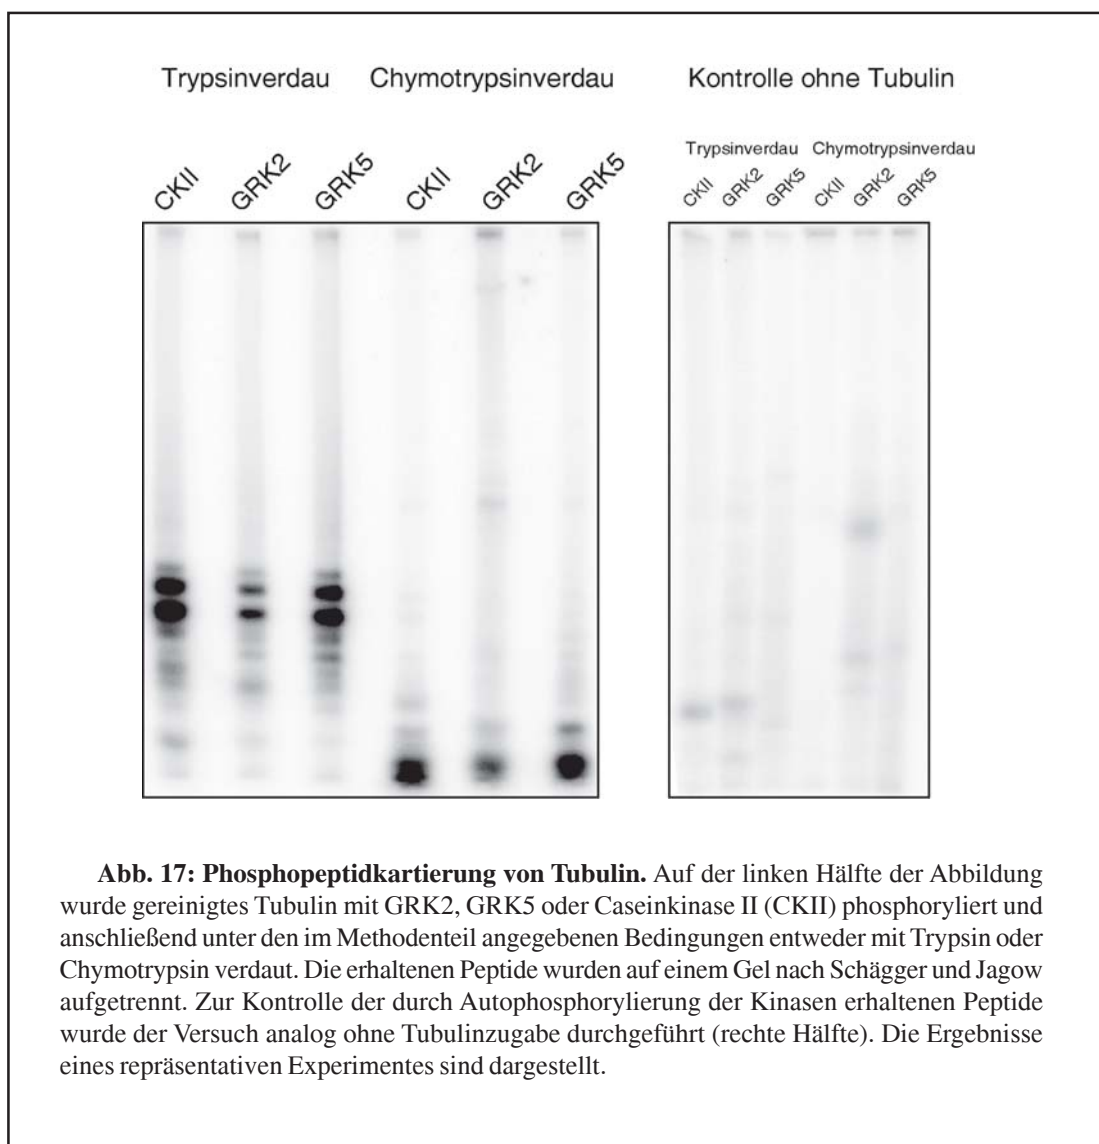 Trypsinverdau Chymotrypsinverdau Kontrolle ohne Tubulin
Trypsinverdau Chymotrypsinverdau
CKII GRK2 GRK5 CKII GRK2 GRK5 CKII GRK2 GRK5 CKII GRK2 GRK5
Abb. 17: Phosphopeptidkartierung von Tubulin. Auf der linken Hälfte der Abbildung
wurde gereinigtes Tubulin mit GRK2, GRK5 oder Caseinkinase II (CKII) phosphoryliert und
anschließend unter den im Methodenteil angegebenen Bedingungen entweder mit Trypsin oder
Chymotrypsin verdaut. Die erhaltenen Peptide wurden auf einem Gel nach Schägger und Jagow
aufgetrennt. Zur Kontrolle der durch Autophosphorylierung der Kinasen erhaltenen Peptide
wurde der Versuch analog ohne Tubulinzugabe durchgeführt (rechte Hälfte). Die Ergebnisse
eines repräsentativen Experimentes sind dargestellt.